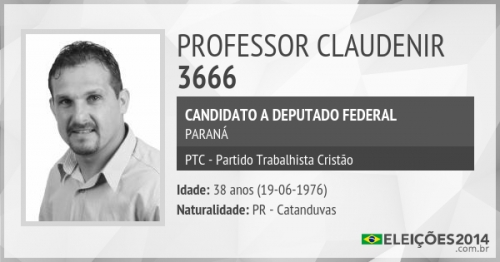 PROFESSOR CLAUDENIR
3666
CANDIDATO A DEPUTADO FEDERAL
PARANÁ
PTC - Partido Trabalhista Cristão
Idade: 38 anos (19-06-1976)
Naturalidade: PR - Catanduvas
ELEIÇÕES2014
.com.br